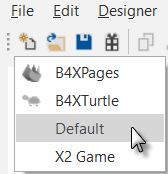 File Edit Designer
B4XPages
B4XTurtle
Default
X2 Game